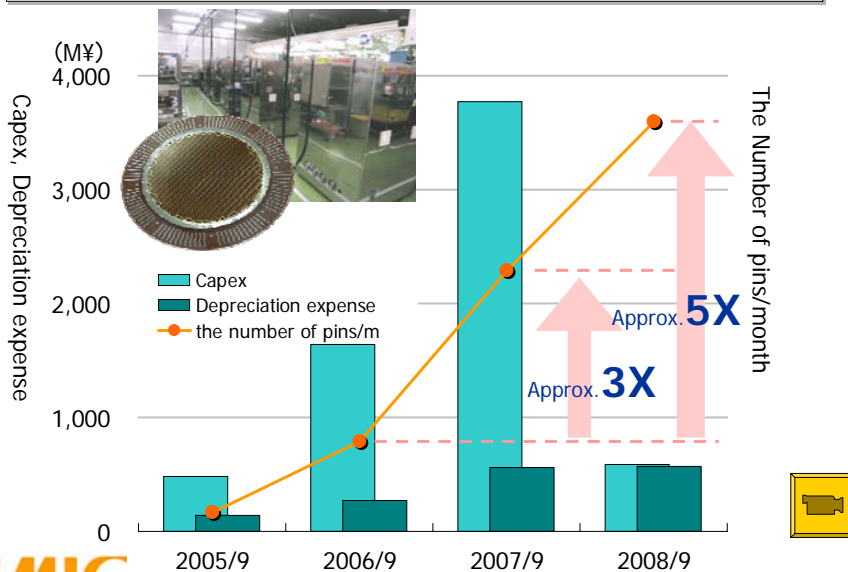 (M¥)
4,000
3,000
2,000
1,000
0
Capex, Depreciation expense
The Number of pins/month
Capex
Depreciation expense
the number of pins/m
Approx.5X
Approx.3X
2005/9
2006/9
2007/9
2008/9